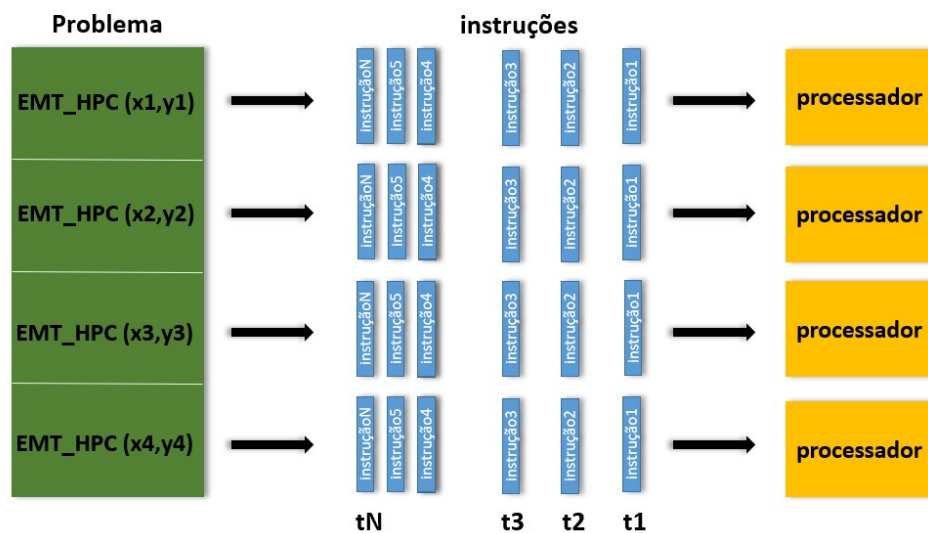 Problema
instruções
EMT_HPC (x1,y1)
instruçãoN
instrução5
instrução4
instrução3
instrução2
instrução1
processador
EMT_HPC (x2,y2)
instruçãoN
instrução5
instrução4
instrução3
instrução2
instrução1
processador
EMT_HPC (x3,y3)
instruçãoN
instrução5
instrução4
instrução3
instrução2
instrução1
processador
EMT_HPC (x4,y4)
instruçãoN
instrução5
instrução4
instrução3
instrução2
instrução1
processador
tN
t3
t2
t1